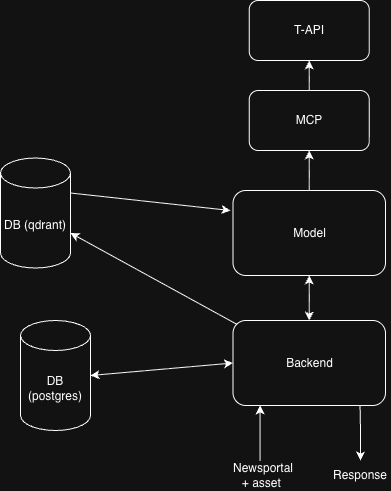 T-API
MCP
DB (qdrant)
Model
Backend
DB
(postgres)
Newsportal
+ asset
Response